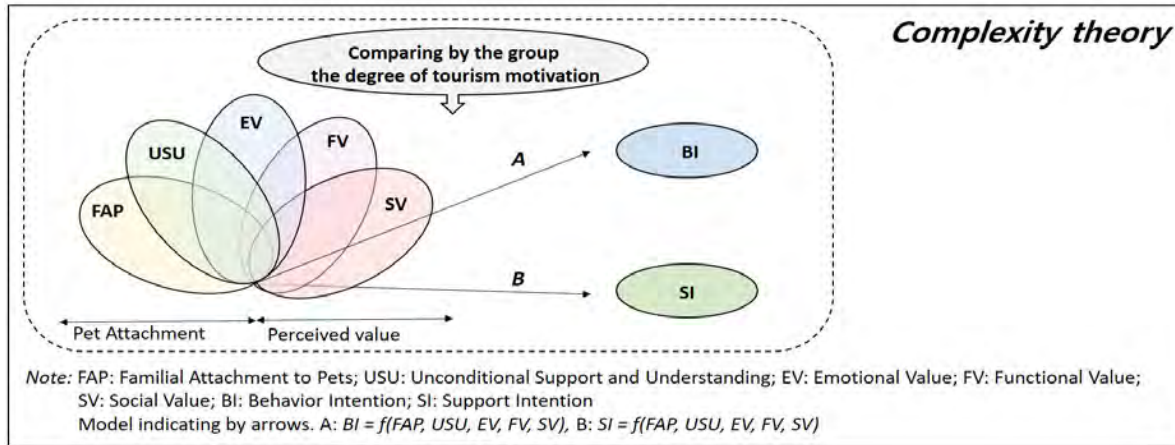 Complexity theory
Comparing by the group
the degree of tourism motivation
EV
USU
FV
FAP
SV
A
BI
B
SI
Pet Attachment
Perceived value
Note: FAP: Familial Attachment to Pets; USU: Unconditional Support and Understanding; EV: Emotional Value; FV: Functional Value;
SV: Social Value; BI: Behavior Intention; SI: Support Intention
Model indicating by arrows. A: BI = f(FAP, USU, EV, FV, SV), B: SI = f(FAP, USU, EV, FV, SV)